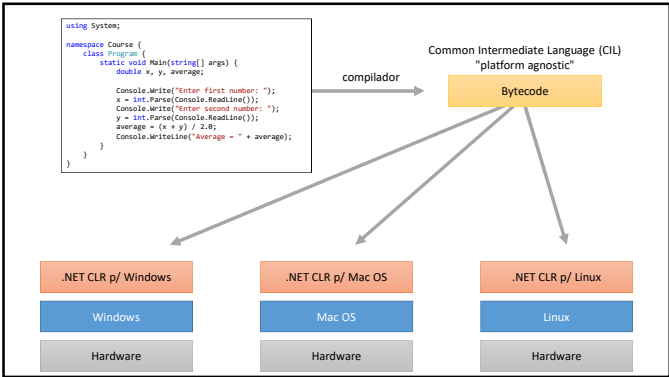 using System;
namespace Course {
    class Program {
        static void Main(string[] args) {
            double x, y, average;
            Console.Write("Enter first number: ");
            x = int.Parse(Console.ReadLine());
            Console.Write("Enter second number: ");
            y = int.Parse(Console.ReadLine());
            average = (x + y) / 2.0;
            Console.WriteLine("Average = " + average);
        }
    }
}
compilador
Common Intermediate Language (CIL)
"platform agnostic"
Bytecode
.NET CLR p/ Windows
Windows
Hardware
.NET CLR p/ Mac OS
Mac OS
Hardware
.NET CLR p/ Linux
Linux
Hardware